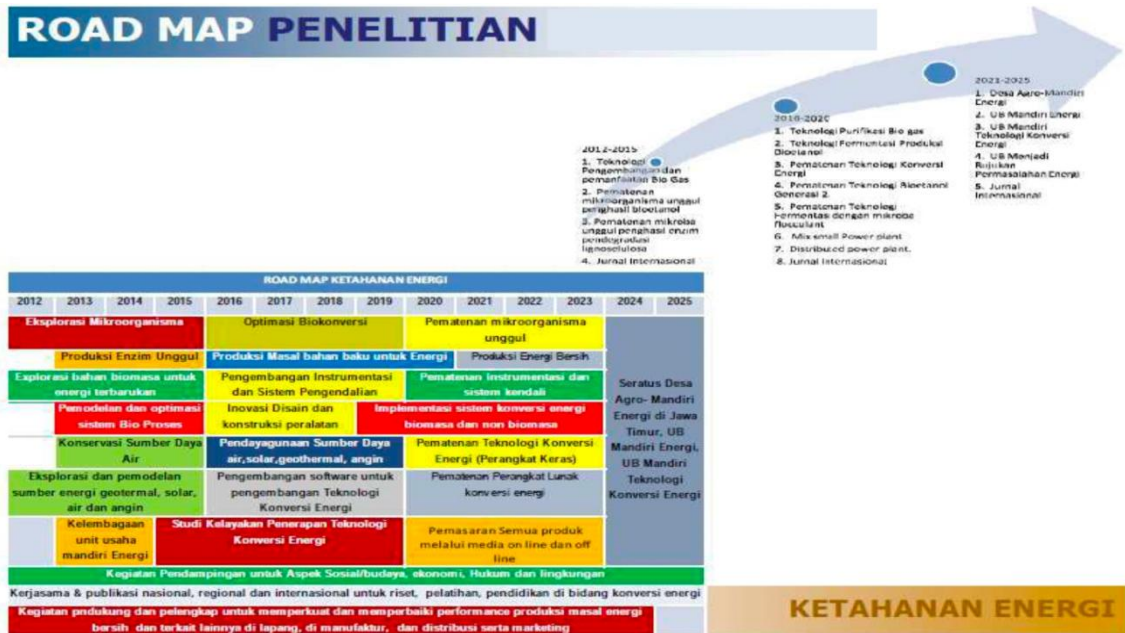 ROAD MAP PENELITIAN
2012-2015
1. Teknologi
Pengembangan dan
pemanfaatan Bio Gas
2. Pematenan
mikroorganisma unggul
penghasil bioetanol
3. Pematenan mikroba
unggul penghasil enzim
pendegradasi
lignoselulosa
4. Jurnal Internasional
2016-2020
1. Teknologi Purifikasi Bio gas
2. Teknologi Fermentasi Produksi
Bioetanol
3. Pematenan Teknologi Konversi
Energi
4. Pematenan Teknologi Bioetanol
Generasi 2.
5. Pematenan Teknologi
Fermentasi dengan mikroba
flocculant
6. Mix small Power plant
7. Distributed power plant.
8. Jurnal Internasional
2021-2025
1. Desa Agro-Mandiri
Energi
2. UB Mandiri Energi
3. UB Mandiri
Teknologi Konversi
Energi
4. UB Menjadi
Rujukan
Permasalahan Energi
5. Jurnal
Internasional
ROAD MAP KETAHANAN ENERGI
2012 2013 2014 2015 2016 2017 2018 2019 2020 2021 2022 2023 2024 2025
Eksplorasi Mikroorganisma
Optimasi Biokonversi
Pematenan mikroorganisma
unggul
Produksi Enzim Unggul
Produksi Masal bahan baku untuk Energi
Produksi Energi Bersih
Explorasi bahan biomasa untuk
energi terbarukan
Pengembangan Instrumentasi
dan Sistem Pengendalian
Pematenan Instrumentasi dan
sistem kendali
Pemodelan dan optimasi
sistem Bio Proses
Inovasi Disain dan
konstruksi peralatan
Implementasi sistem konversi energi
biomasa dan non biomasa
Konservasi Sumber Daya
Air
Pendayagunaan Sumber Daya
air,solar,geothermal, angin
Pematenan Teknologi Konversi
Energi (Perangkat Keras)
Eksplorasi dan pemodelan
sumber energi geotermal, solar,
air dan angin
Pengembangan software untuk
pengembangan Teknologi
Konversi Energi
Pematenan Perangkat Lunak
konversi energi
Kelembagaan
unit usaha
mandiri Energi
Studi Kelayakan Penerapan Teknologi
Konversi Energi
Pemasaran Semua produk
melalui media on line dan off
line
Seratus Desa
Agro- Mandiri
Energi di Jawa
Timur, UB
Mandiri Energi,
UB Mandiri
Teknologi
Konversi Energi
Kegiatan Pendampingan untuk Aspek Sosial/budaya, ekonomi, Hukum dan lingkungan
Kerjasama & publikasi nasional, regional dan internasional untuk riset, pelatihan, pendidikan di bidang konversi energi
Kegiatan pndukung dan pelengkap untuk memperkuat dan memperbaiki performance produksi masal energi
bersih dan terkait lainnya di lapang, di manufaktur, dan distribusi serta marketing
KETAHANAN ENERGI